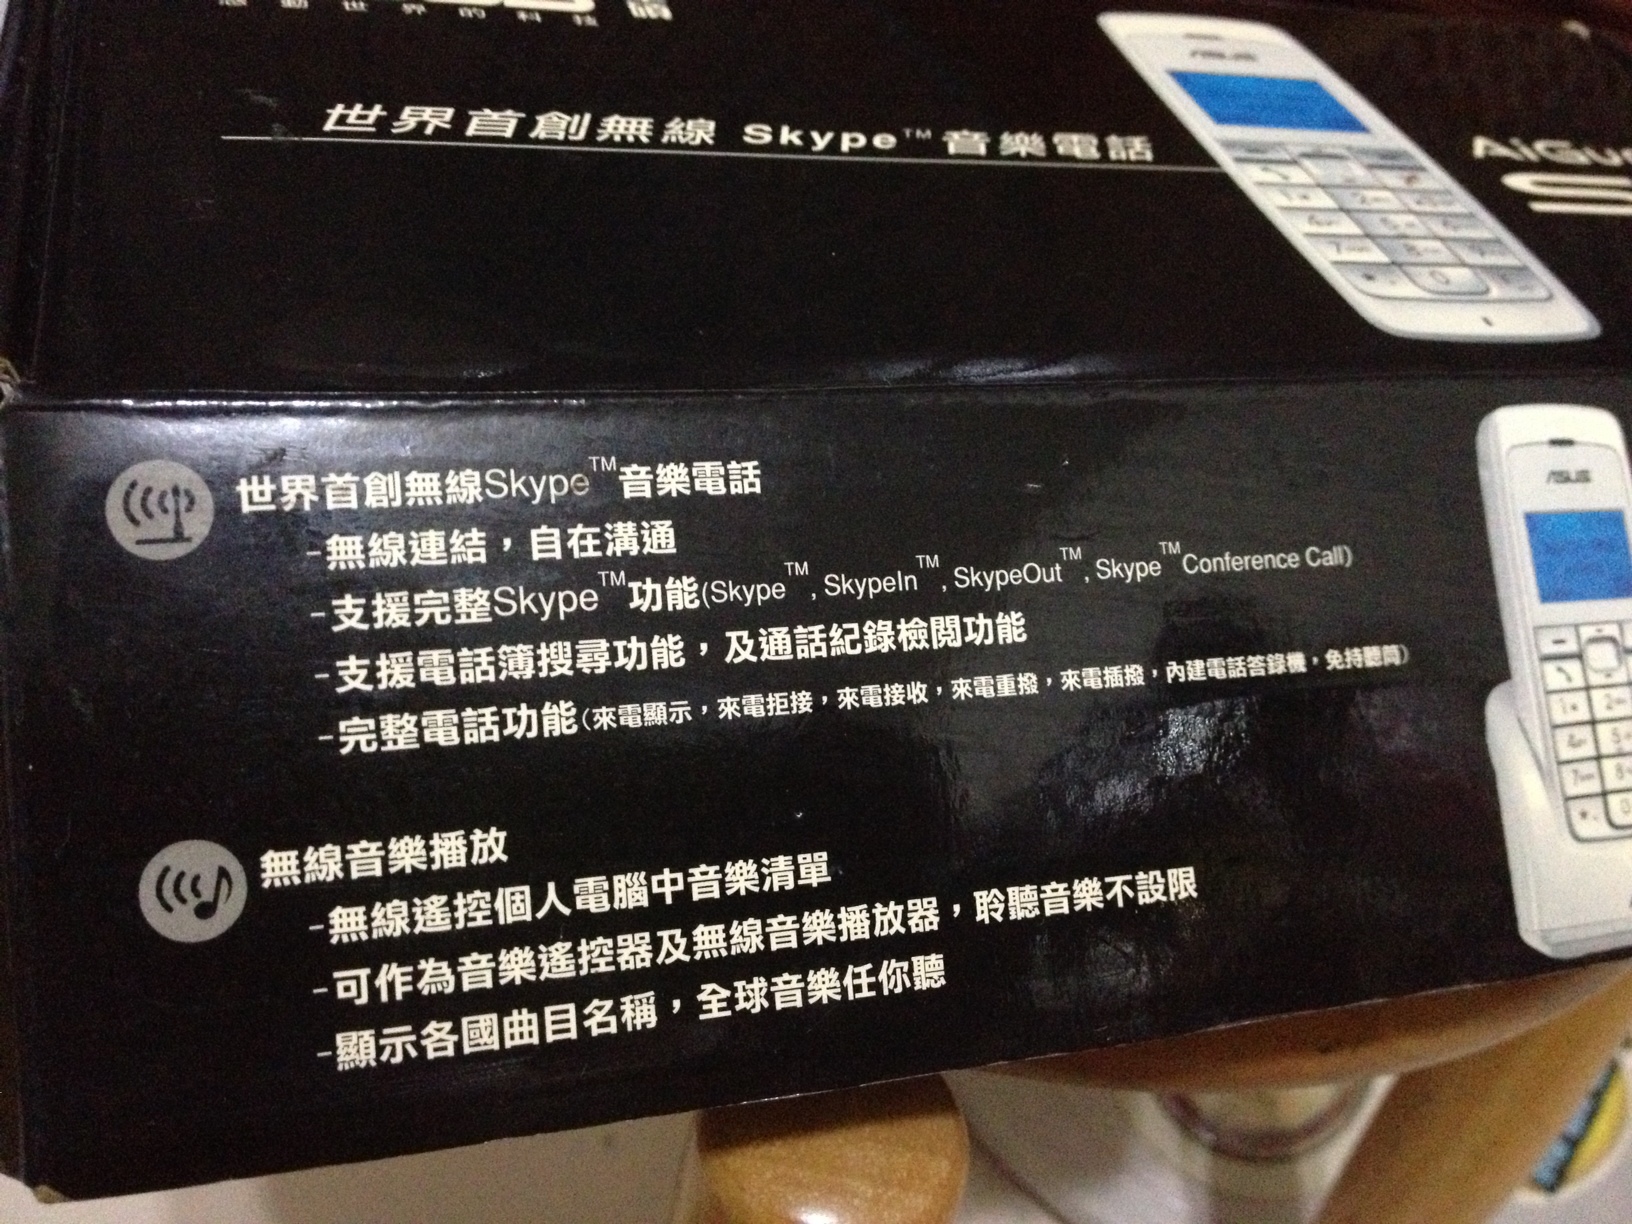 感動世界的科技
世界首創無線 Skype™ 音樂電話
ASUS
世界首創無線Skype™音樂電話
-無線連結，自在溝通
-支援完整Skype™功能(Skype™, SkypeIn™, SkypeOut™, Skype™Conference Call)
-支援電話簿搜尋功能，及通話紀錄檢閱功能
-完整電話功能(來電顯示，來電拒接，來電接收，來電重撥，來電插撥，內建電話答錄機，免持聽筒)
ASUS
無線音樂播放
-無線遙控個人電腦中音樂清單
-可作為音樂遙控器及無線音樂播放器，聆聽音樂不設限
-顯示各國曲目名稱，全球音樂任你聽